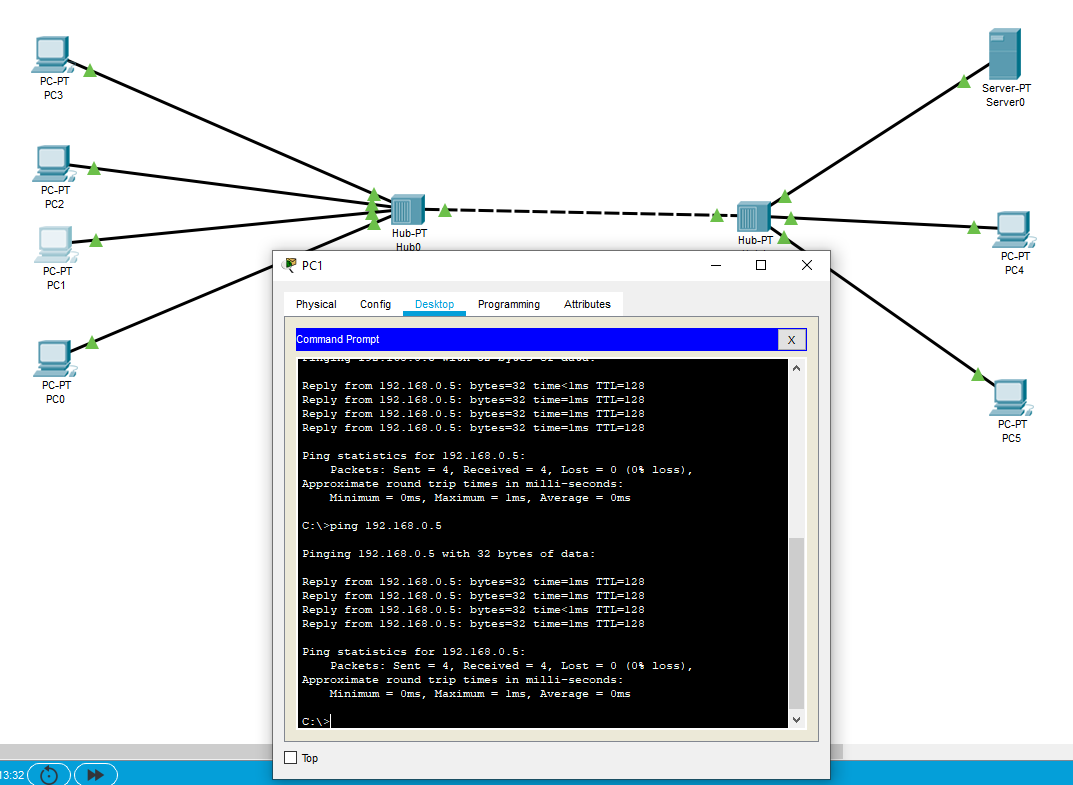 PC-PT
PC3
PC-PT
PC2
PC-PT
PC1
PC-PT
PC0
Hub-PT
Hub0
Hub-PT
Server-PT
Server0
PC-PT
PC4
PC-PT
PC5
PC1
Physical Config Desktop Programming Attributes
Command Prompt X
Pinging 192.168.0.5 with 32 bytes of data:
Reply from 192.168.0.5: bytes=32 time<1ms TTL=128
Reply from 192.168.0.5: bytes=32 time=1ms TTL=128
Reply from 192.168.0.5: bytes=32 time=1ms TTL=128
Reply from 192.168.0.5: bytes=32 time=1ms TTL=128
Ping statistics for 192.168.0.5:
Packets: Sent = 4, Received = 4, Lost = 0 (0% loss),
Approximate round trip times in milli-seconds:
Minimum = 0ms, Maximum = 1ms, Average = 0ms
C:\>ping 192.168.0.5
Pinging 192.168.0.5 with 32 bytes of data:
Reply from 192.168.0.5: bytes=32 time=1ms TTL=128
Reply from 192.168.0.5: bytes=32 time=1ms TTL=128
Reply from 192.168.0.5: bytes=32 time<1ms TTL=128
Reply from 192.168.0.5: bytes=32 time=1ms TTL=128
Ping statistics for 192.168.0.5:
Packets: Sent = 4, Received = 4, Lost = 0 (0% loss),
Approximate round trip times in milli-seconds:
Minimum = 0ms, Maximum = 1ms, Average = 0ms
C:\>
Top
13:32